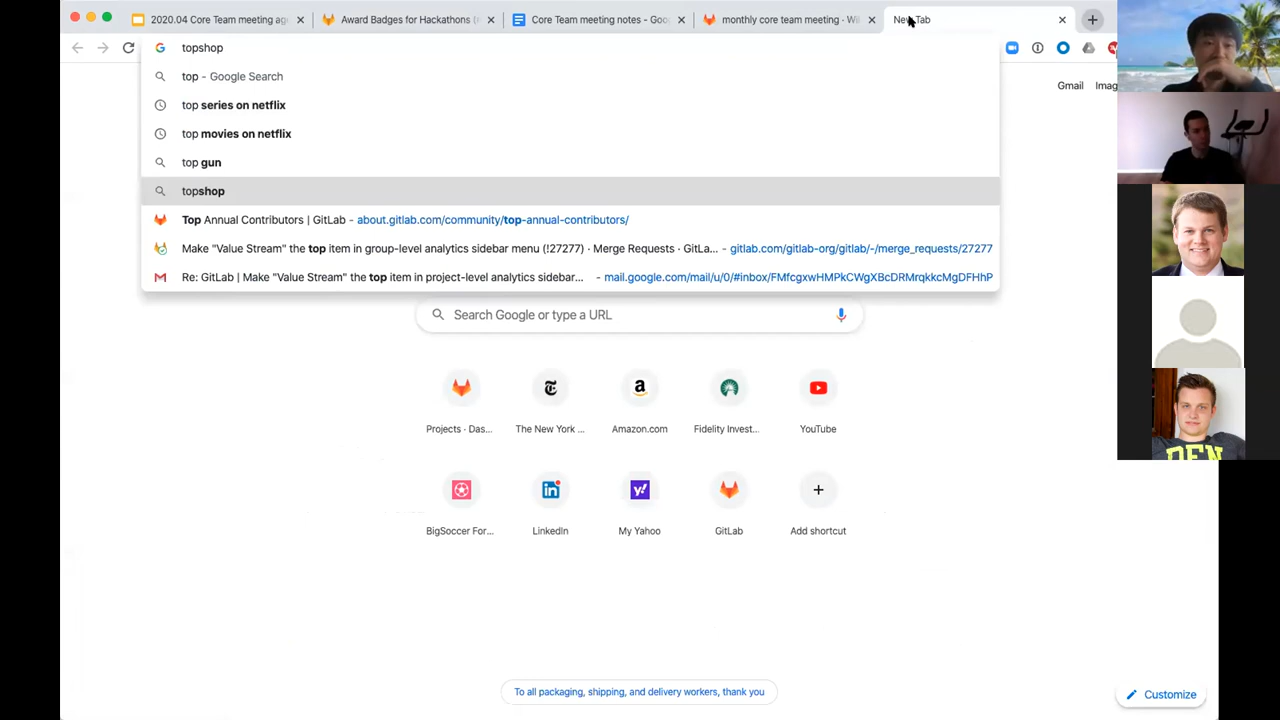 2020.04 Core Team meeting age
Award Badges for Hackathons (
Core Team meeting notes - Goo
monthly core team meeting · Wi
New Tab
topshop
top - Google Search
top series on netflix
top movies on netflix
top gun
topshop
Top Annual Contributors | GitLab - about.gitlab.com/community/top-annual-contributors/
Make "Value Stream" the top item in group-level analytics sidebar menu (!27277) · Merge Requests · GitLa... - gitlab.com/gitlab-org/gitlab/-/merge_requests/27277
Re: GitLab | Make "Value Stream" the top item in project-level analytics sidebar... - mail.google.com/mail/u/0/#inbox/FMfcgxwHMPkCWgXBcDRMrqkkcMgDFHhP
Gmail Imag
Search Google or type a URL
Projects · Das...
The New York ...
Amazon.com
Fidelity Invest...
YouTube
BigSoccer For...
LinkedIn
My Yahoo
GitLab
Add shortcut
To all packaging, shipping, and delivery workers, thank you
Customize
DEN